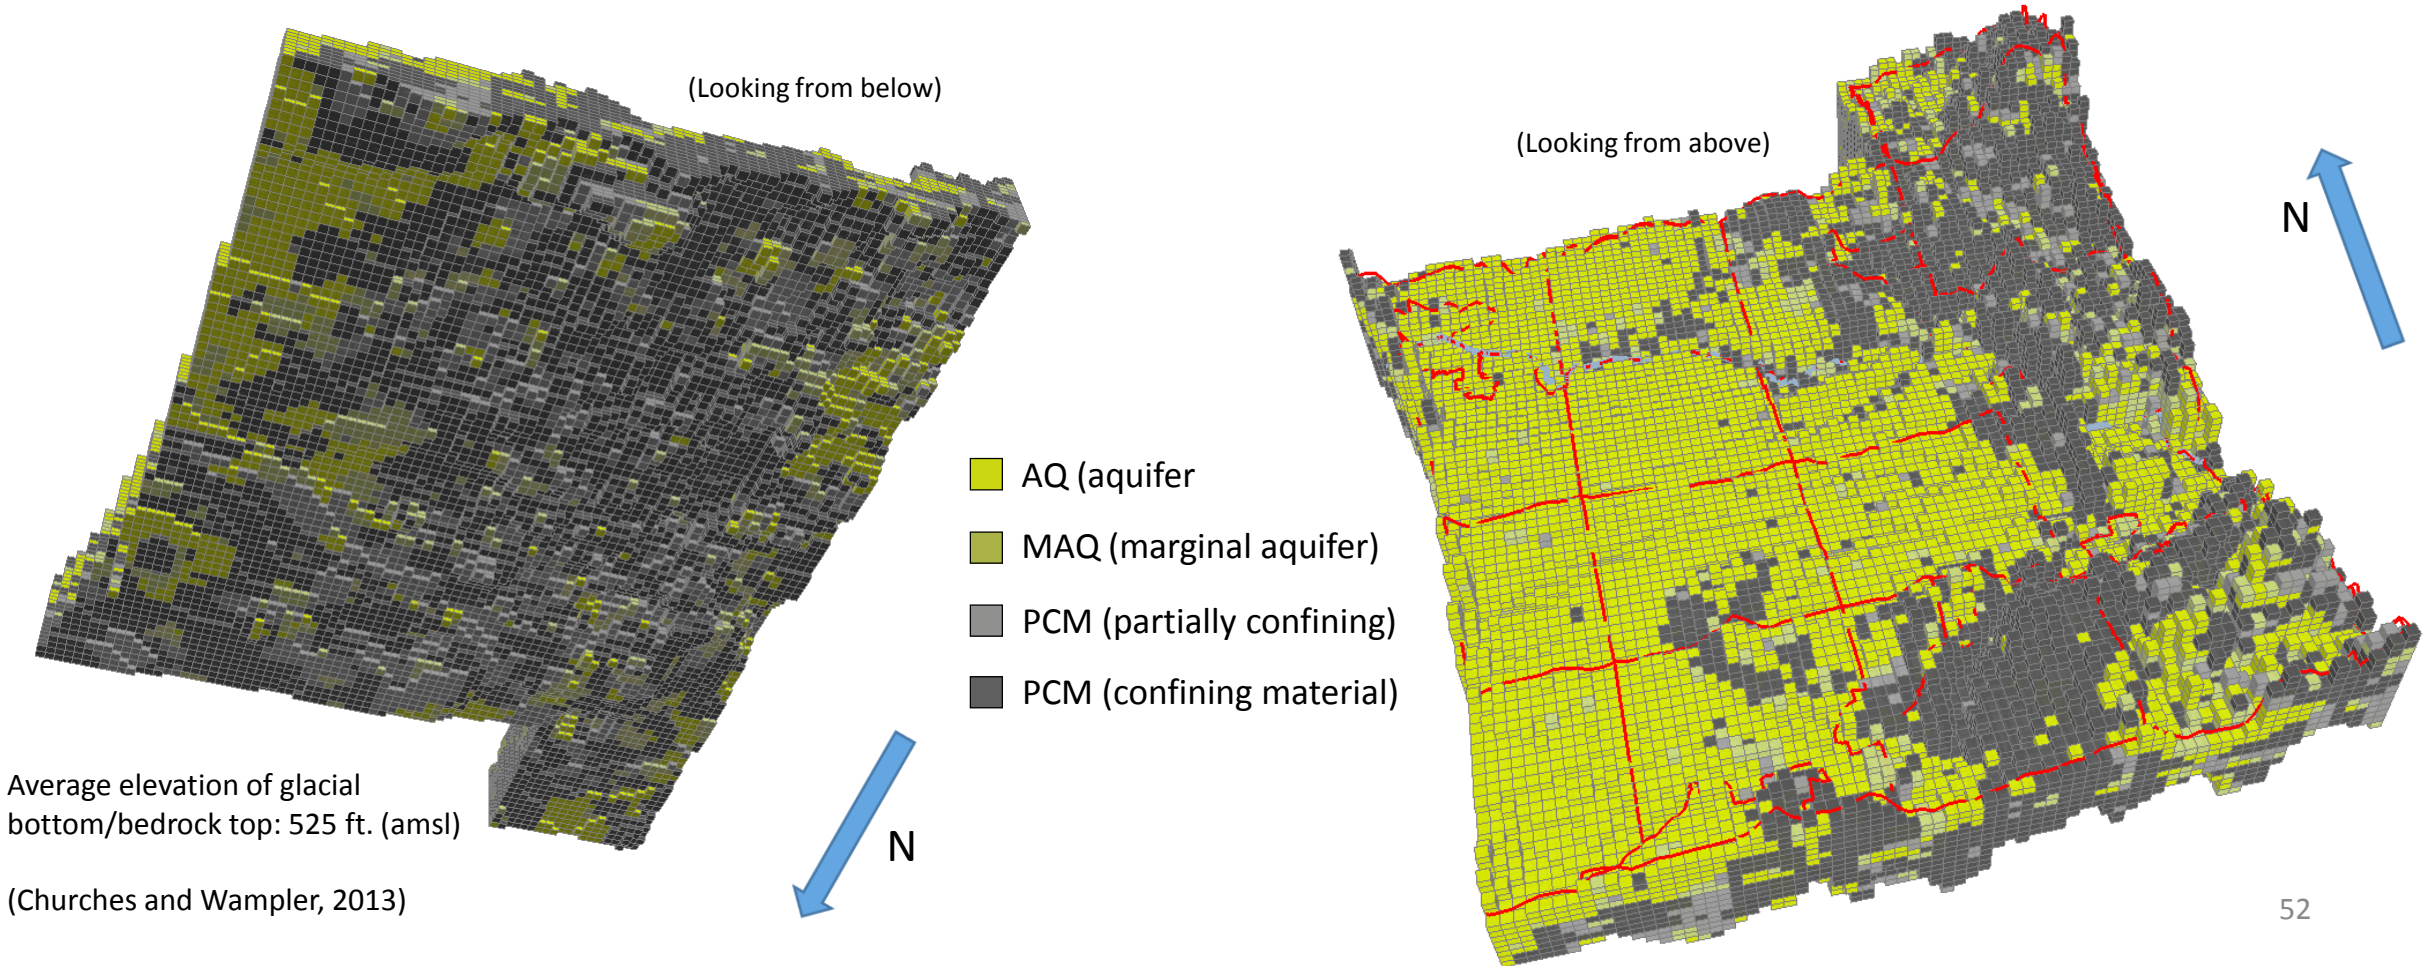 (Looking from below)
(Looking from above)
N
AQ (aquifer
MAQ (marginal aquifer)
PCM (partially confining)
PCM (confining material)
Average elevation of glacial
bottom/bedrock top: 525 ft. (amsl)
N
(Churches and Wampler, 2013)
52